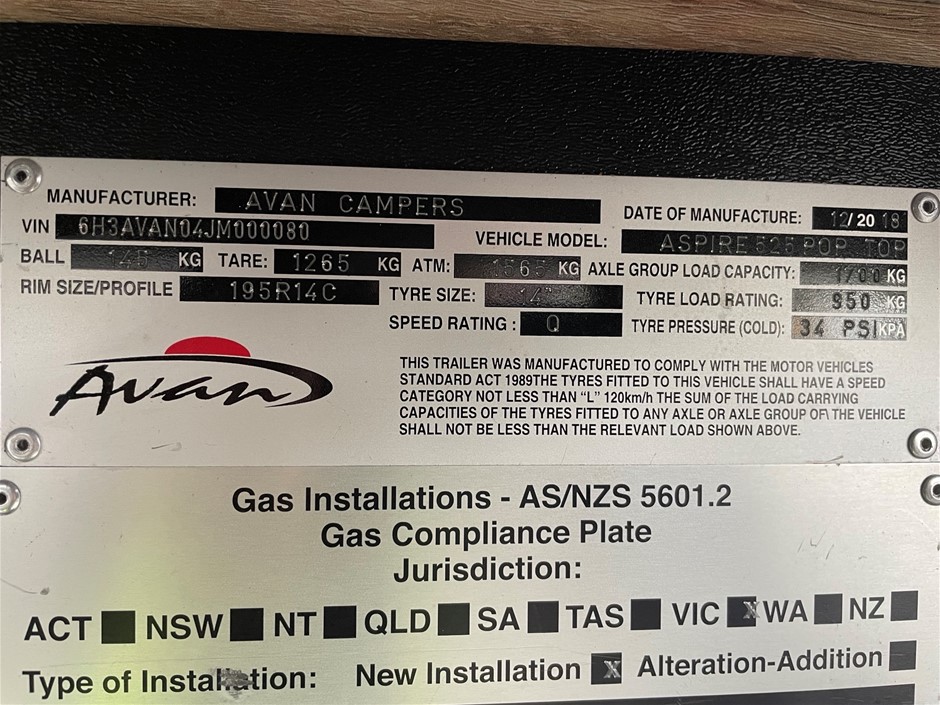 MANUFACTURER: AVAN CAMPERS
DATE OF MANUFACTURE: 12/20 18
VIN 6H3AVAN04JM000080
VEHICLE MODEL: ASPIRE 525 POP TOP
BALL KG TARE: 1265 KG ATM: 1565 KG AXLE GROUP LOAD CAPACITY: 1700 KG
RIM SIZE/PROFILE 195R14C TYRE SIZE: 14" TYRE LOAD RATING: 950 KG
SPEED RATING : Q TYRE PRESSURE (COLD): 34 PSI KPA
Avan
THIS TRAILER WAS MANUFACTURED TO COMPLY WITH THE MOTOR VEHICLES
STANDARD ACT 1989THE TYRES FITTED TO THIS VEHICLE SHALL HAVE A SPEED
CATEGORY NOT LESS THAN “L” 120km/h THE SUM OF THE LOAD CARRYING
CAPACITIES OF THE TYRES FITTED TO ANY AXLE OR AXLE GROUP OF THE VEHICLE
SHALL NOT BE LESS THAN THE RELEVANT LOAD SHOWN ABOVE.
Gas Installations - AS/NZS 5601.2
Gas Compliance Plate
Jurisdiction:
ACT NSW NT QLD SA TAS VIC X WA NZ
Type of Installation: New Installation X Alteration-Addition